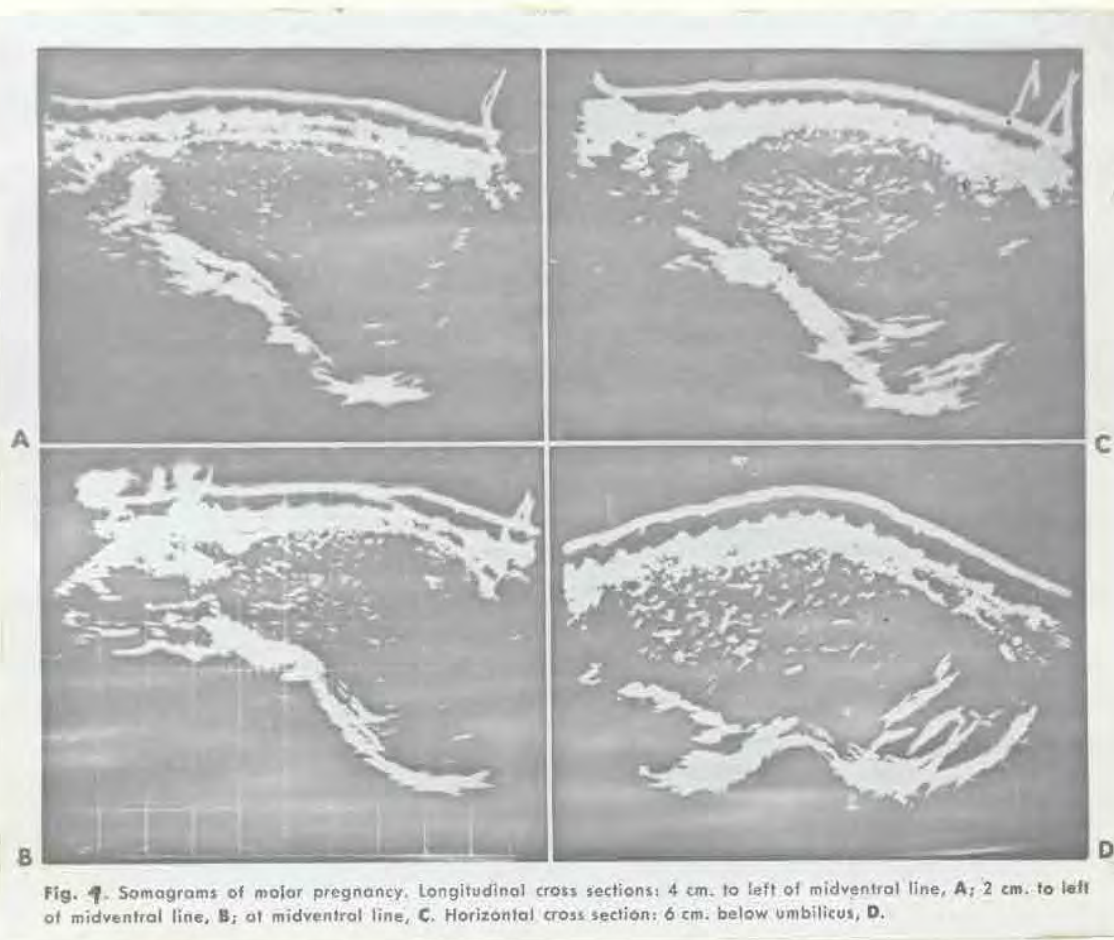 A
C
B
D
Fig. 9. Somagrams of molar pregnancy. Longitudinal cross sections: 4 cm. to left of midventral line, A; 2 cm. to left
of midventral line, B; at midventral line, C. Horizontal cross section: 6 cm. below umbilicus, D.